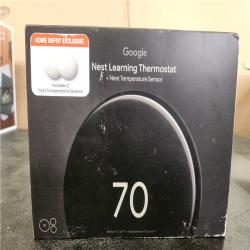 HOME DEPOT EXCLUSIVE
Google
Nest Learning Thermostat
+ Nest Temperature Sensor
Includes 2
Nest Temperature Sensors
70